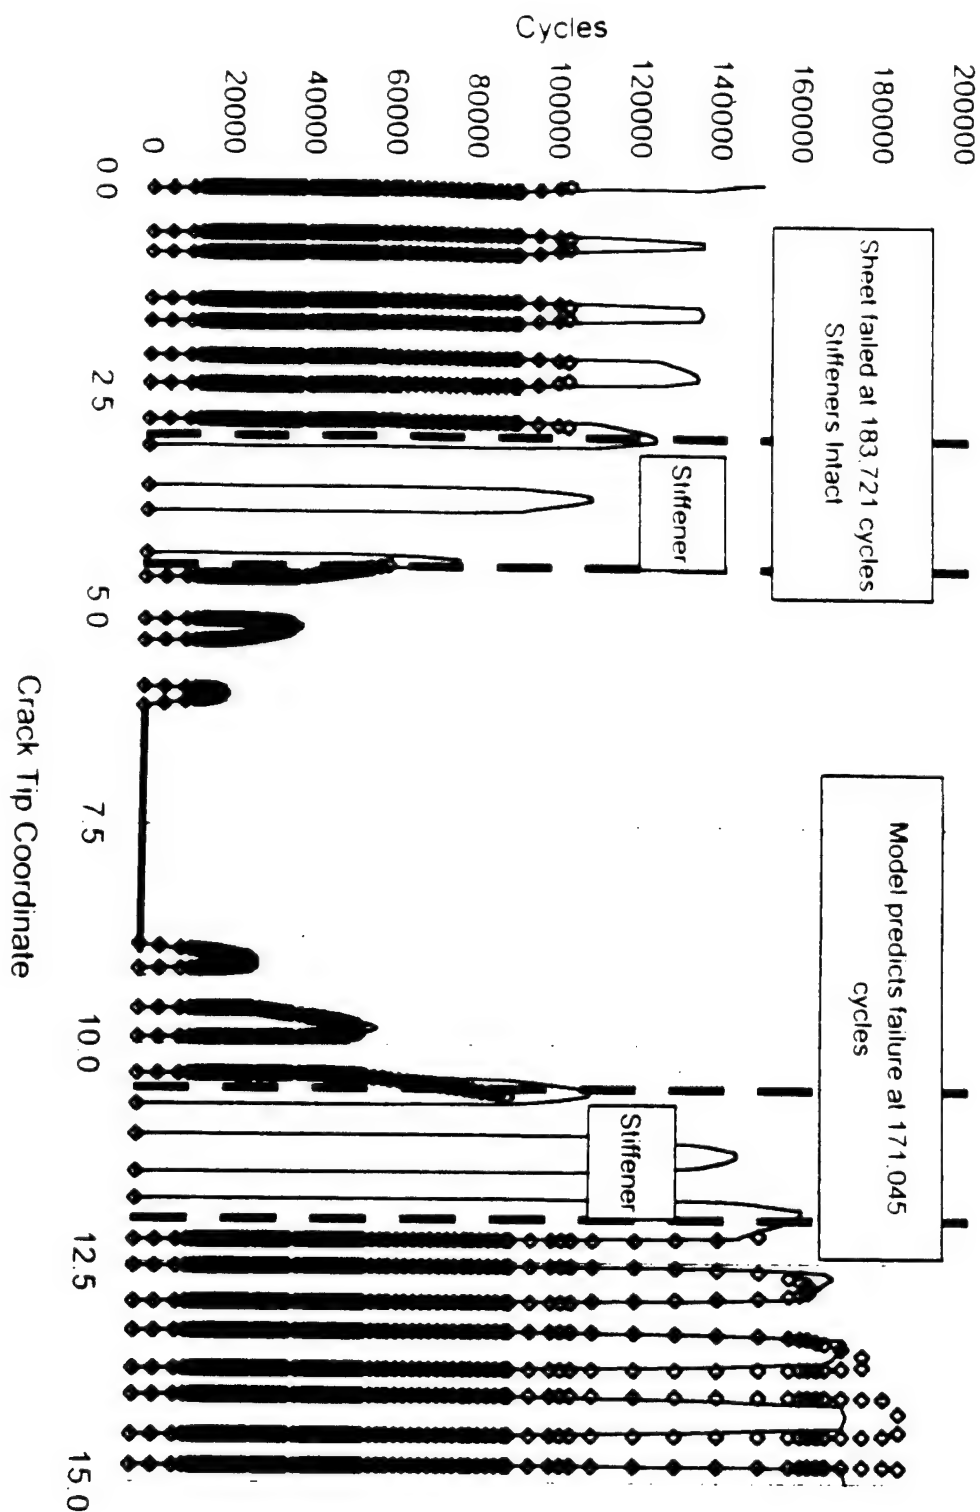 Cycles
200000
180000
160000
140000
120000
100000
80000
60000
40000
20000
0
0.0
2.5
5.0
7.5
10.0
12.5
15.0
Crack Tip Coordinate
Sheet failed at 183,721 cycles
Stiffeners Intact
Stiffener
Model predicts failure at 171,045
cycles
Stiffener